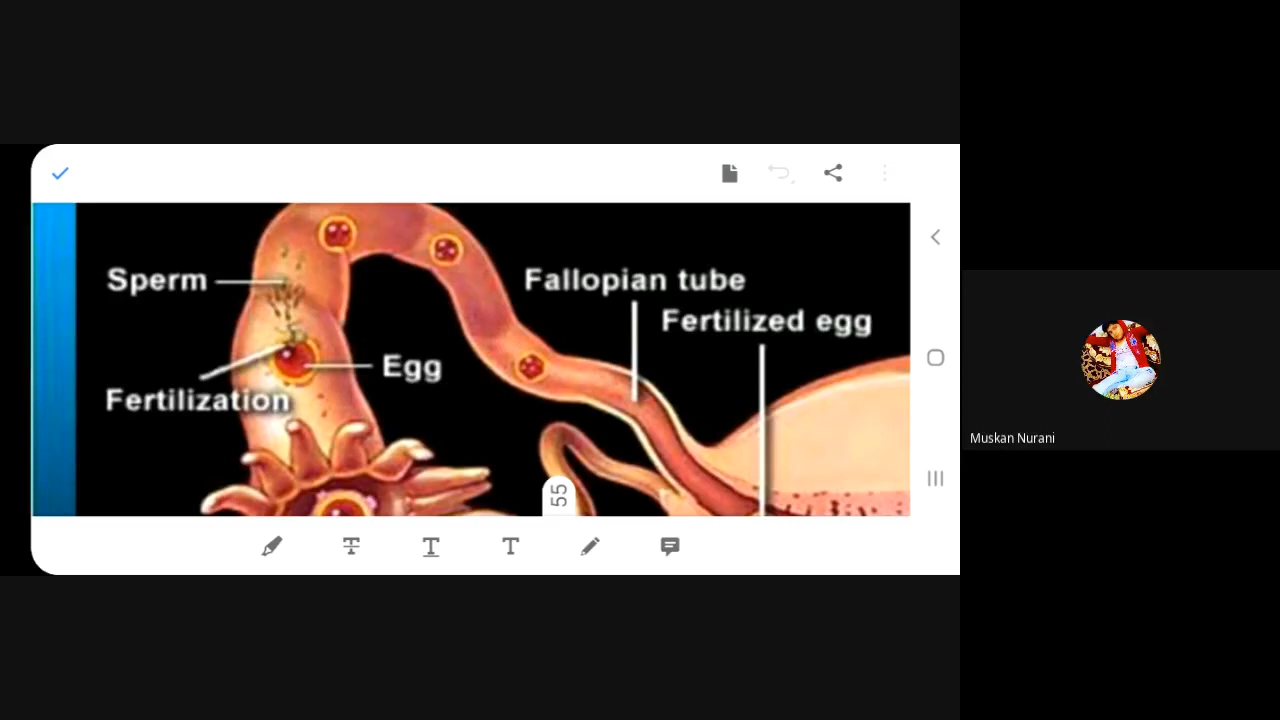 Sperm
Fallopian tube
Fertilized egg
Egg
Fertilization
55
Muskan Nurani